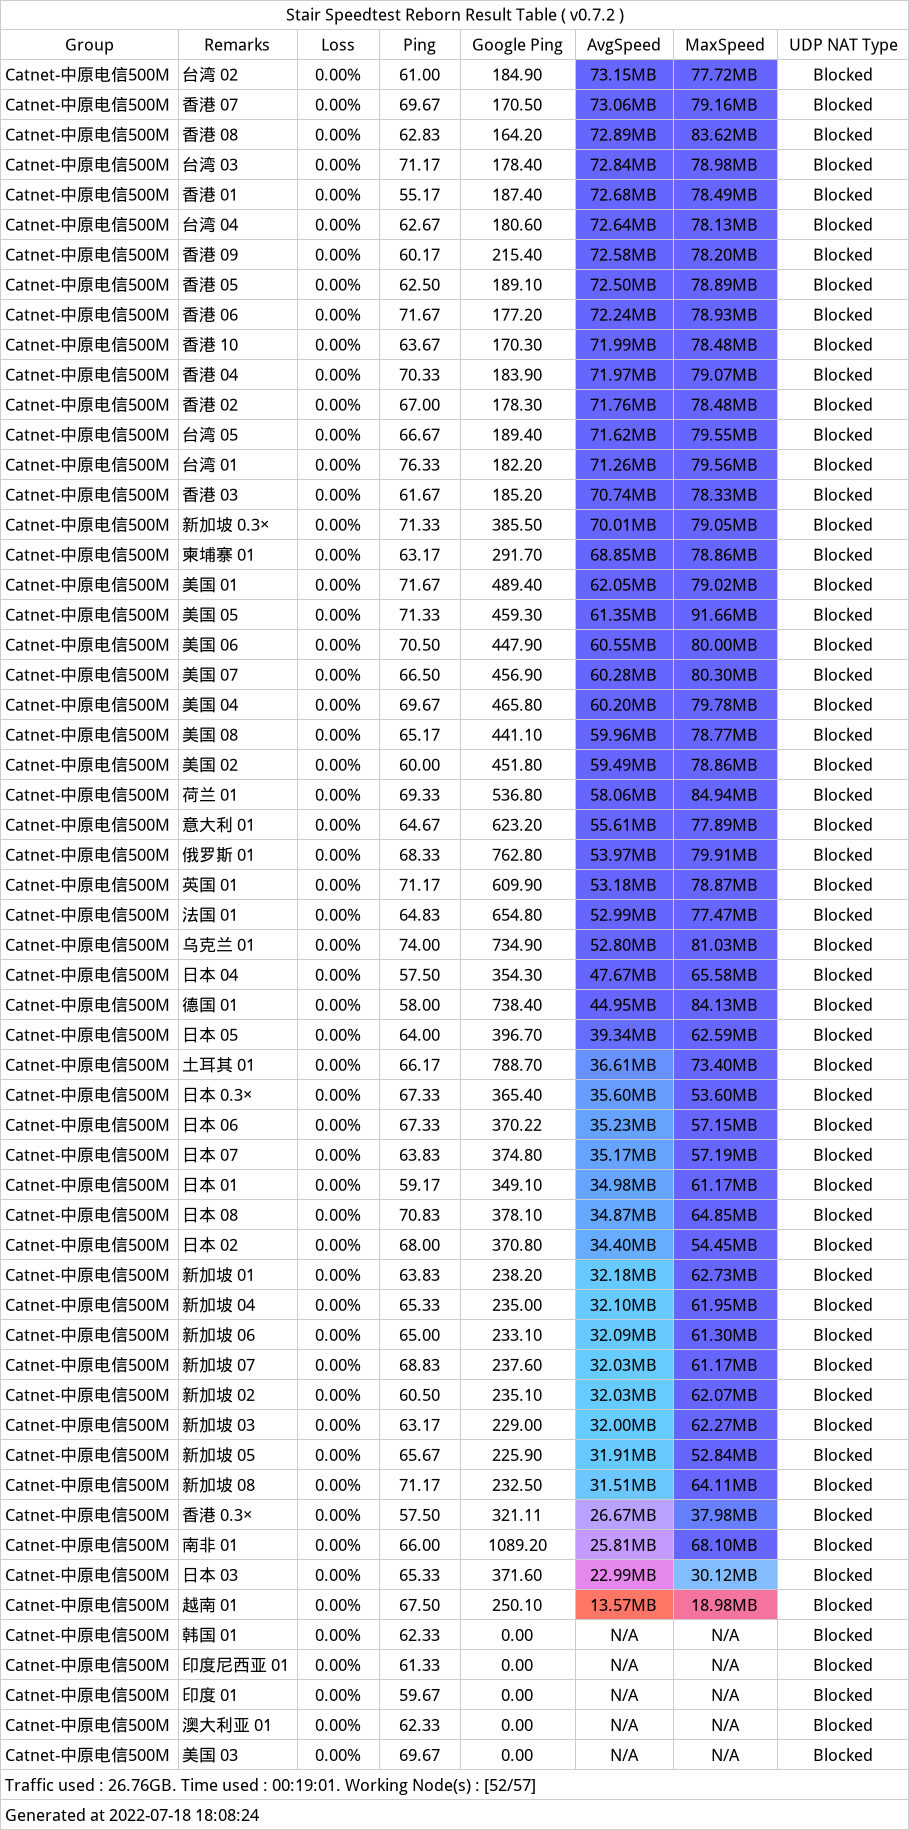 Stair Speedtest Reborn Result Table ( v0.7.2 )
Group Remarks Loss Ping Google Ping AvgSpeed MaxSpeed UDP NAT Type
Catnet-中原电信500M 台湾 02 0.00% 61.00 184.90 73.15MB 77.72MB Blocked
Catnet-中原电信500M 香港 07 0.00% 69.67 170.50 73.06MB 79.16MB Blocked
Catnet-中原电信500M 香港 08 0.00% 62.83 164.20 72.89MB 83.62MB Blocked
Catnet-中原电信500M 台湾 03 0.00% 71.17 178.40 72.84MB 78.98MB Blocked
Catnet-中原电信500M 香港 01 0.00% 55.17 187.40 72.68MB 78.49MB Blocked
Catnet-中原电信500M 台湾 04 0.00% 62.67 180.60 72.64MB 78.13MB Blocked
Catnet-中原电信500M 香港 09 0.00% 60.17 215.40 72.58MB 78.20MB Blocked
Catnet-中原电信500M 香港 05 0.00% 62.50 189.10 72.50MB 78.89MB Blocked
Catnet-中原电信500M 香港 06 0.00% 71.67 177.20 72.24MB 78.93MB Blocked
Catnet-中原电信500M 香港 10 0.00% 63.67 170.30 71.99MB 78.48MB Blocked
Catnet-中原电信500M 香港 04 0.00% 70.33 183.90 71.97MB 79.07MB Blocked
Catnet-中原电信500M 香港 02 0.00% 67.00 178.30 71.76MB 78.48MB Blocked
Catnet-中原电信500M 台湾 05 0.00% 66.67 189.40 71.62MB 79.55MB Blocked
Catnet-中原电信500M 台湾 01 0.00% 76.33 182.20 71.26MB 79.56MB Blocked
Catnet-中原电信500M 香港 03 0.00% 61.67 185.20 70.74MB 78.33MB Blocked
Catnet-中原电信500M 新加坡 0.3× 0.00% 71.33 385.50 70.01MB 79.05MB Blocked
Catnet-中原电信500M 柬埔寨 01 0.00% 63.17 291.70 68.85MB 78.86MB Blocked
Catnet-中原电信500M 美国 01 0.00% 71.67 489.40 62.05MB 79.02MB Blocked
Catnet-中原电信500M 美国 05 0.00% 71.33 459.30 61.35MB 91.66MB Blocked
Catnet-中原电信500M 美国 06 0.00% 70.50 447.90 60.55MB 80.00MB Blocked
Catnet-中原电信500M 美国 07 0.00% 66.50 456.90 60.28MB 80.30MB Blocked
Catnet-中原电信500M 美国 04 0.00% 69.67 465.80 60.20MB 79.78MB Blocked
Catnet-中原电信500M 美国 08 0.00% 65.17 441.10 59.96MB 78.77MB Blocked
Catnet-中原电信500M 美国 02 0.00% 60.00 451.80 59.49MB 78.86MB Blocked
Catnet-中原电信500M 荷兰 01 0.00% 69.33 536.80 58.06MB 84.94MB Blocked
Catnet-中原电信500M 意大利 01 0.00% 64.67 623.20 55.61MB 77.89MB Blocked
Catnet-中原电信500M 俄罗斯 01 0.00% 68.33 762.80 53.97MB 79.91MB Blocked
Catnet-中原电信500M 英国 01 0.00% 71.17 609.90 53.18MB 78.87MB Blocked
Catnet-中原电信500M 法国 01 0.00% 64.83 654.80 52.99MB 77.47MB Blocked
Catnet-中原电信500M 乌克兰 01 0.00% 74.00 734.90 52.80MB 81.03MB Blocked
Catnet-中原电信500M 日本 04 0.00% 57.50 354.30 47.67MB 65.58MB Blocked
Catnet-中原电信500M 德国 01 0.00% 58.00 738.40 44.95MB 84.13MB Blocked
Catnet-中原电信500M 日本 05 0.00% 64.00 396.70 39.34MB 62.59MB Blocked
Catnet-中原电信500M 土耳其 01 0.00% 66.17 788.70 36.61MB 73.40MB Blocked
Catnet-中原电信500M 日本 0.3× 0.00% 67.33 365.40 35.60MB 53.60MB Blocked
Catnet-中原电信500M 日本 06 0.00% 67.33 370.22 35.23MB 57.15MB Blocked
Catnet-中原电信500M 日本 07 0.00% 63.83 374.80 35.17MB 57.19MB Blocked
Catnet-中原电信500M 日本 01 0.00% 59.17 349.10 34.98MB 61.17MB Blocked
Catnet-中原电信500M 日本 08 0.00% 70.83 378.10 34.87MB 64.85MB Blocked
Catnet-中原电信500M 日本 02 0.00% 68.00 370.80 34.40MB 54.45MB Blocked
Catnet-中原电信500M 新加坡 01 0.00% 63.83 238.20 32.18MB 62.73MB Blocked
Catnet-中原电信500M 新加坡 04 0.00% 65.33 235.00 32.10MB 61.95MB Blocked
Catnet-中原电信500M 新加坡 06 0.00% 65.00 233.10 32.09MB 61.30MB Blocked
Catnet-中原电信500M 新加坡 07 0.00% 68.83 237.60 32.03MB 61.17MB Blocked
Catnet-中原电信500M 新加坡 02 0.00% 60.50 235.10 32.03MB 62.07MB Blocked
Catnet-中原电信500M 新加坡 03 0.00% 63.17 229.00 32.00MB 62.27MB Blocked
Catnet-中原电信500M 新加坡 05 0.00% 65.67 225.90 31.91MB 52.84MB Blocked
Catnet-中原电信500M 新加坡 08 0.00% 71.17 232.50 31.51MB 64.11MB Blocked
Catnet-中原电信500M 香港 0.3× 0.00% 57.50 321.11 26.67MB 37.98MB Blocked
Catnet-中原电信500M 南非 01 0.00% 66.00 1089.20 25.81MB 68.10MB Blocked
Catnet-中原电信500M 日本 03 0.00% 65.33 371.60 22.99MB 30.12MB Blocked
Catnet-中原电信500M 越南 01 0.00% 67.50 250.10 13.57MB 18.98MB Blocked
Catnet-中原电信500M 韩国 01 0.00% 62.33 0.00 N/A N/A Blocked
Catnet-中原电信500M 印度尼西亚 01 0.00% 61.33 0.00 N/A N/A Blocked
Catnet-中原电信500M 印度 01 0.00% 59.67 0.00 N/A N/A Blocked
Catnet-中原电信500M 澳大利亚 01 0.00% 62.33 0.00 N/A N/A Blocked
Catnet-中原电信500M 美国 03 0.00% 69.67 0.00 N/A N/A Blocked
Traffic used : 26.76GB. Time used : 00:19:01. Working Node(s) : [52/57]
Generated at 2022-07-18 18:08:24